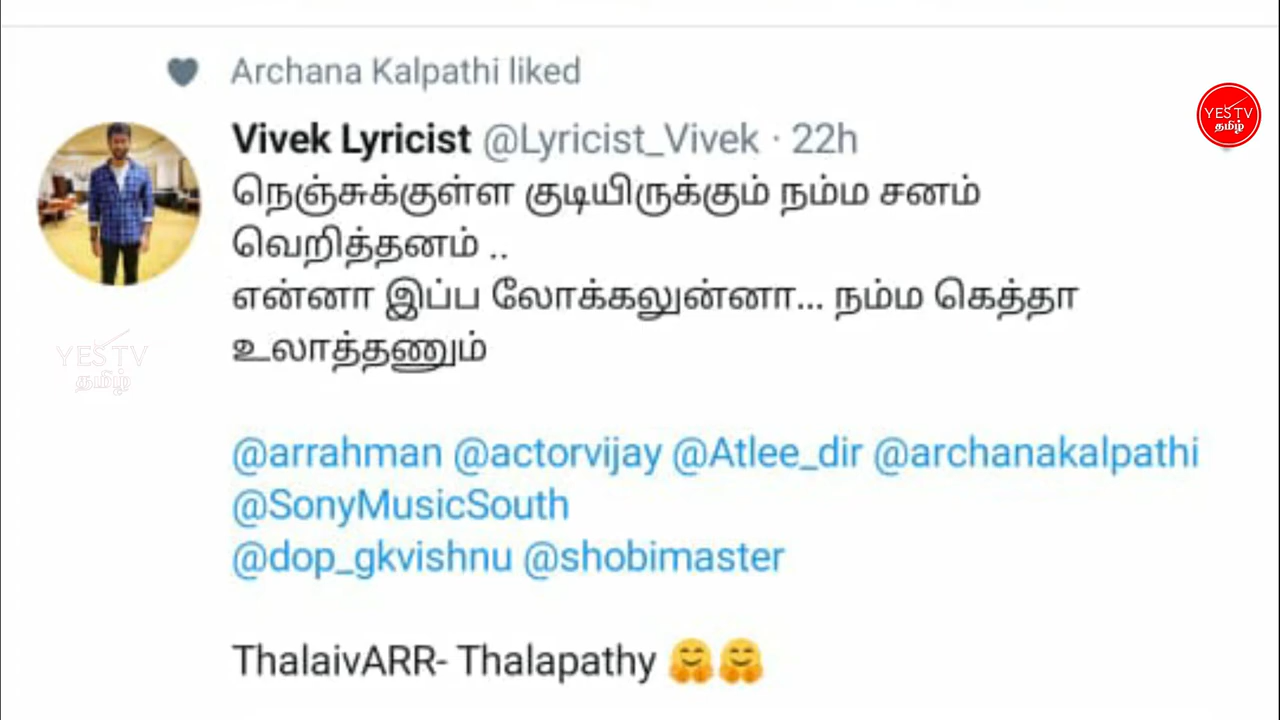 Archana Kalpathi liked
YES TV
தமிழ்
Vivek Lyricist @Lyricist_Vivek · 22h
நெஞ்சுக்குள்ள குடியிருக்கும் நம்ம சனம்
வெறித்தனம் ..
என்னா இப்ப லோக்கலுன்னா... நம்ம கெத்தா
உலாத்தணும்
YES TV
தமிழ்
@arrahman @actorvijay @Atlee_dir @archanakalpathi
@SonyMusicSouth
@dop_gkvishnu @shobimaster
ThalaivARR- Thalapathy 🤗🤗